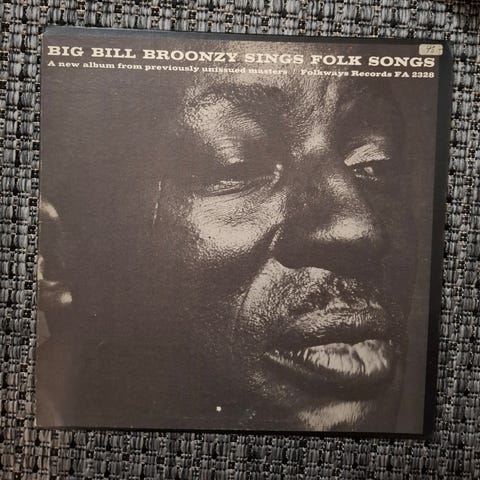 BIG BILL BROONZY SINGS FOLK SONGS
A new album from previously unissued masters / Folkways Records FA 2328